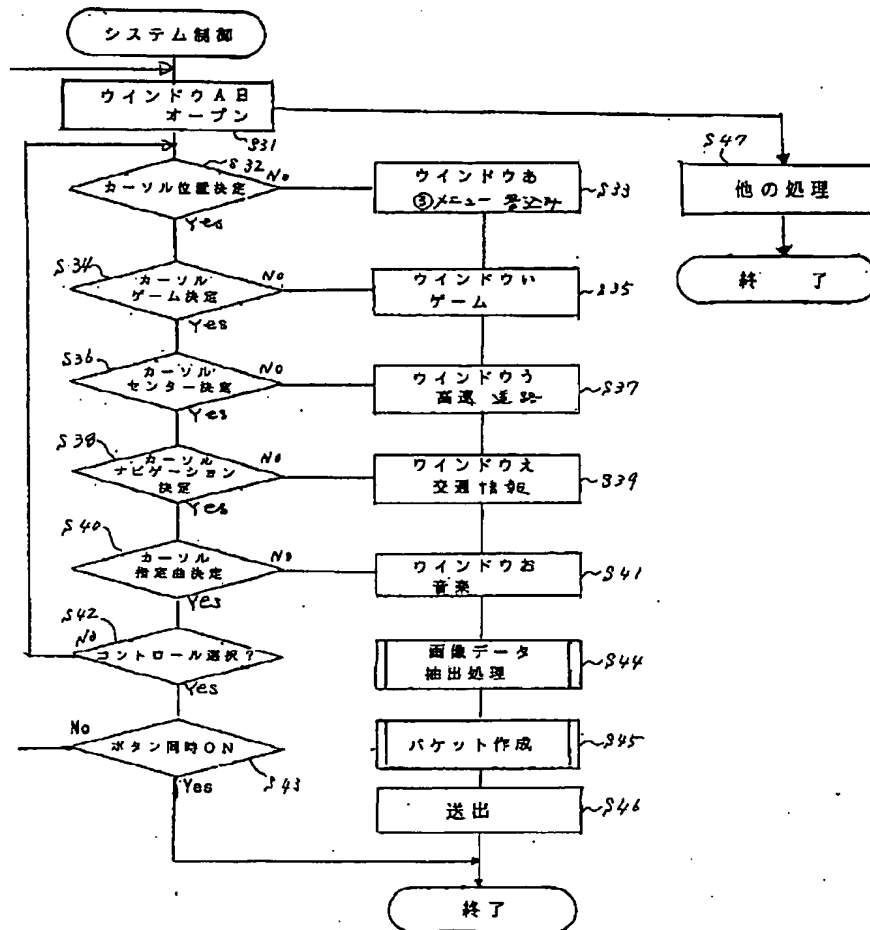 システム制御
ウインドウAB
オープン
S31
S47
他の処理
終 了
S32
カーソル位置決定
No
Yes
ウインドウあ
③メニュー 書込み
S33
S34
カーソル
ゲーム決定
No
Yes
ウインドウい
ゲーム
S35
S36
カーソル
センター決定
No
Yes
ウインドウう
高速道路
S37
S38
カーソル
ナビゲーション
決定
No
Yes
ウインドウえ
交通情報
S39
S40
カーソル
指定曲決定
No
Yes
ウインドウお
音楽
S41
S42
No
コントロール選択?
Yes
画像データ
抽出処理
S44
No
ボタン同時ON
Yes
S43
パケット作成
S45
送出
S46
終了